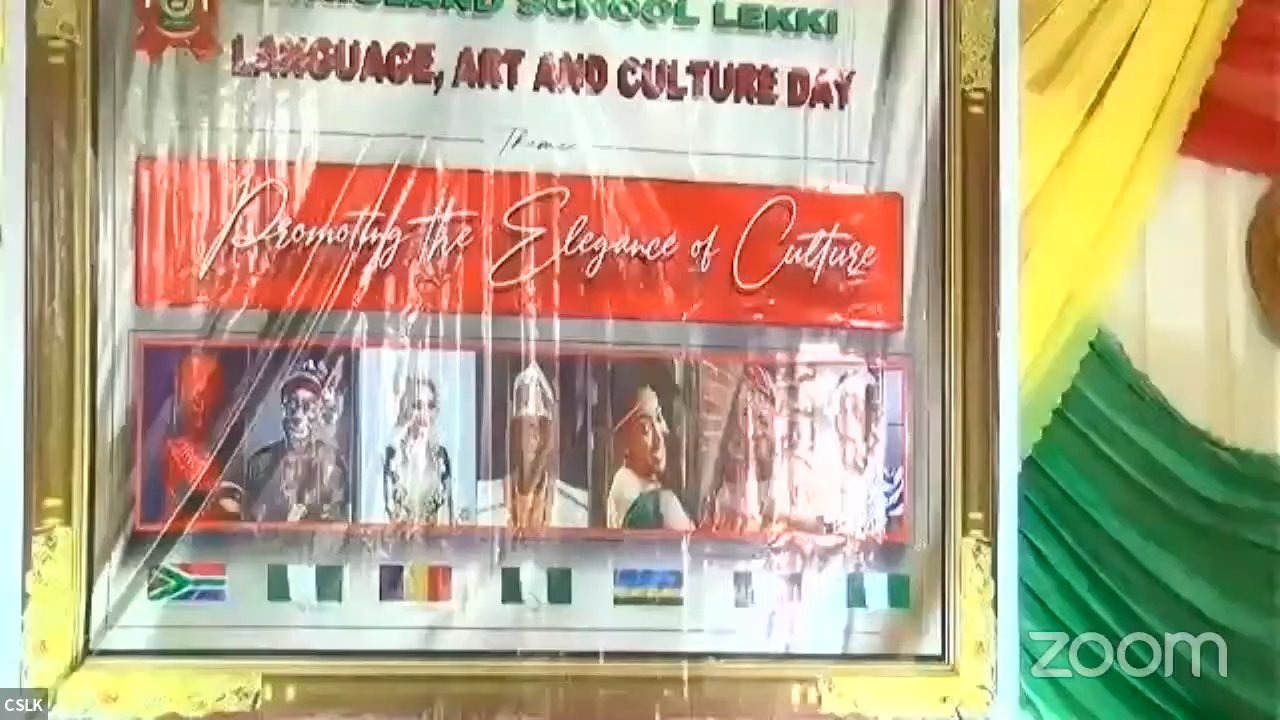 SCHOOL LEKKI
LANGUAGE, ART AND CULTURE DAY
Theme
Promoting the Elegance of Culture
zoom
CSLK